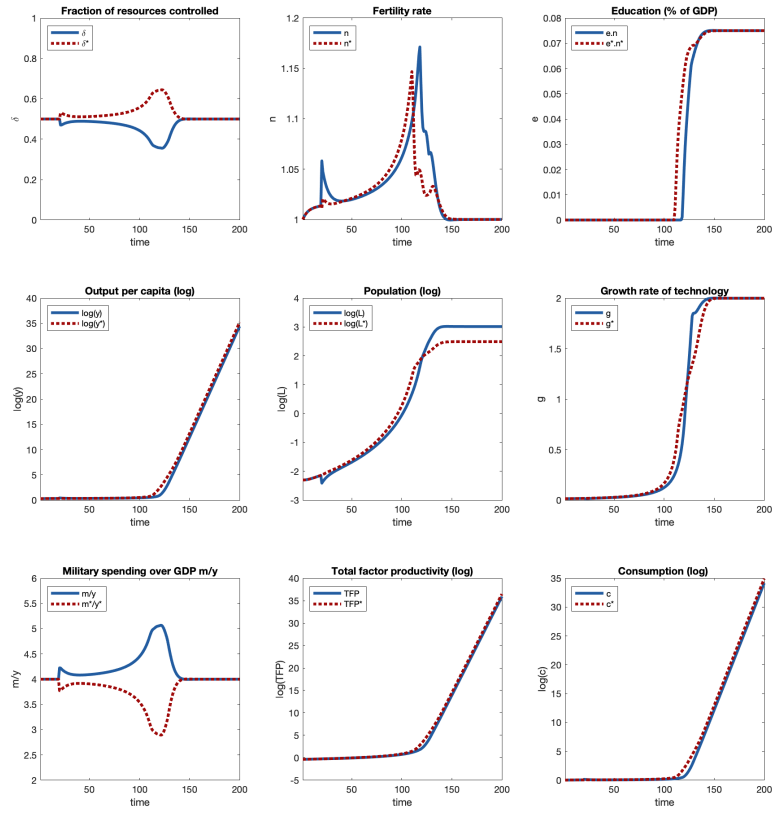 Fraction of resources controlled
1
0.8
0.6
0.4
0.2
0
δ
δ
δ*
50
100
150
200
time
Fertility rate
1.2
1.15
1.1
1.05
1
n
n
n*
50
100
150
200
time
Education (% of GDP)
0.08
0.07
0.06
0.05
0.04
0.03
0.02
0.01
0
e
e.n
e*.n*
50
100
150
200
time
Output per capita (log)
40
35
30
25
20
15
10
5
0
log(y)
log(y)
log(y*)
50
100
150
200
time
Population (log)
4
3
2
1
0
-1
-2
-3
log(L)
log(L)
log(L*)
50
100
150
200
time
Growth rate of technology
2
1.5
1
0.5
0
g
g
g*
50
100
150
200
time
Military spending over GDP m/y
6
5.5
5
4.5
4
3.5
3
2.5
2
m/y
m/y
m*/y*
50
100
150
200
time
Total factor productivity (log)
40
35
30
25
20
15
10
5
0
-5
log(TFP)
TFP
TFP*
50
100
150
200
time
Consumption (log)
35
30
25
20
15
10
5
0
log(c)
c
c*
50
100
150
200
time